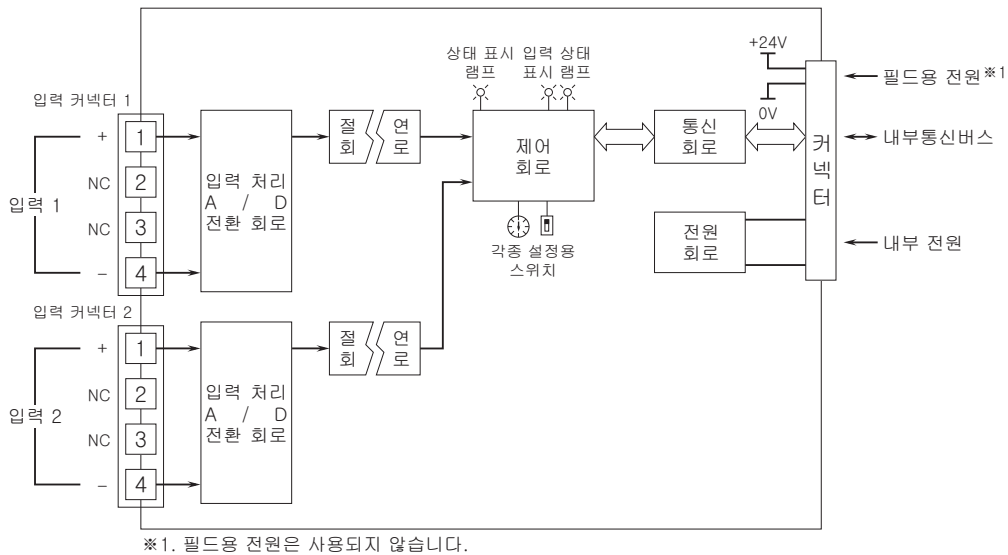 상태 표시 입력 상태
램프 표시 램프
+24V
필드용 전원※1
0V
내부통신버스
커넥터
내부 전원
입력 커넥터 1
+
1
NC
2
NC
3
−
4
입력 1
입력 처리
A / D
전환 회로
절 연
회 로
제어
회로
통신
회로
전원
회로
각종 설정용
스위치
입력 커넥터 2
+
1
NC
2
NC
3
−
4
입력 2
입력 처리
A / D
전환 회로
절 연
회 로
※1. 필드용 전원은 사용되지 않습니다.